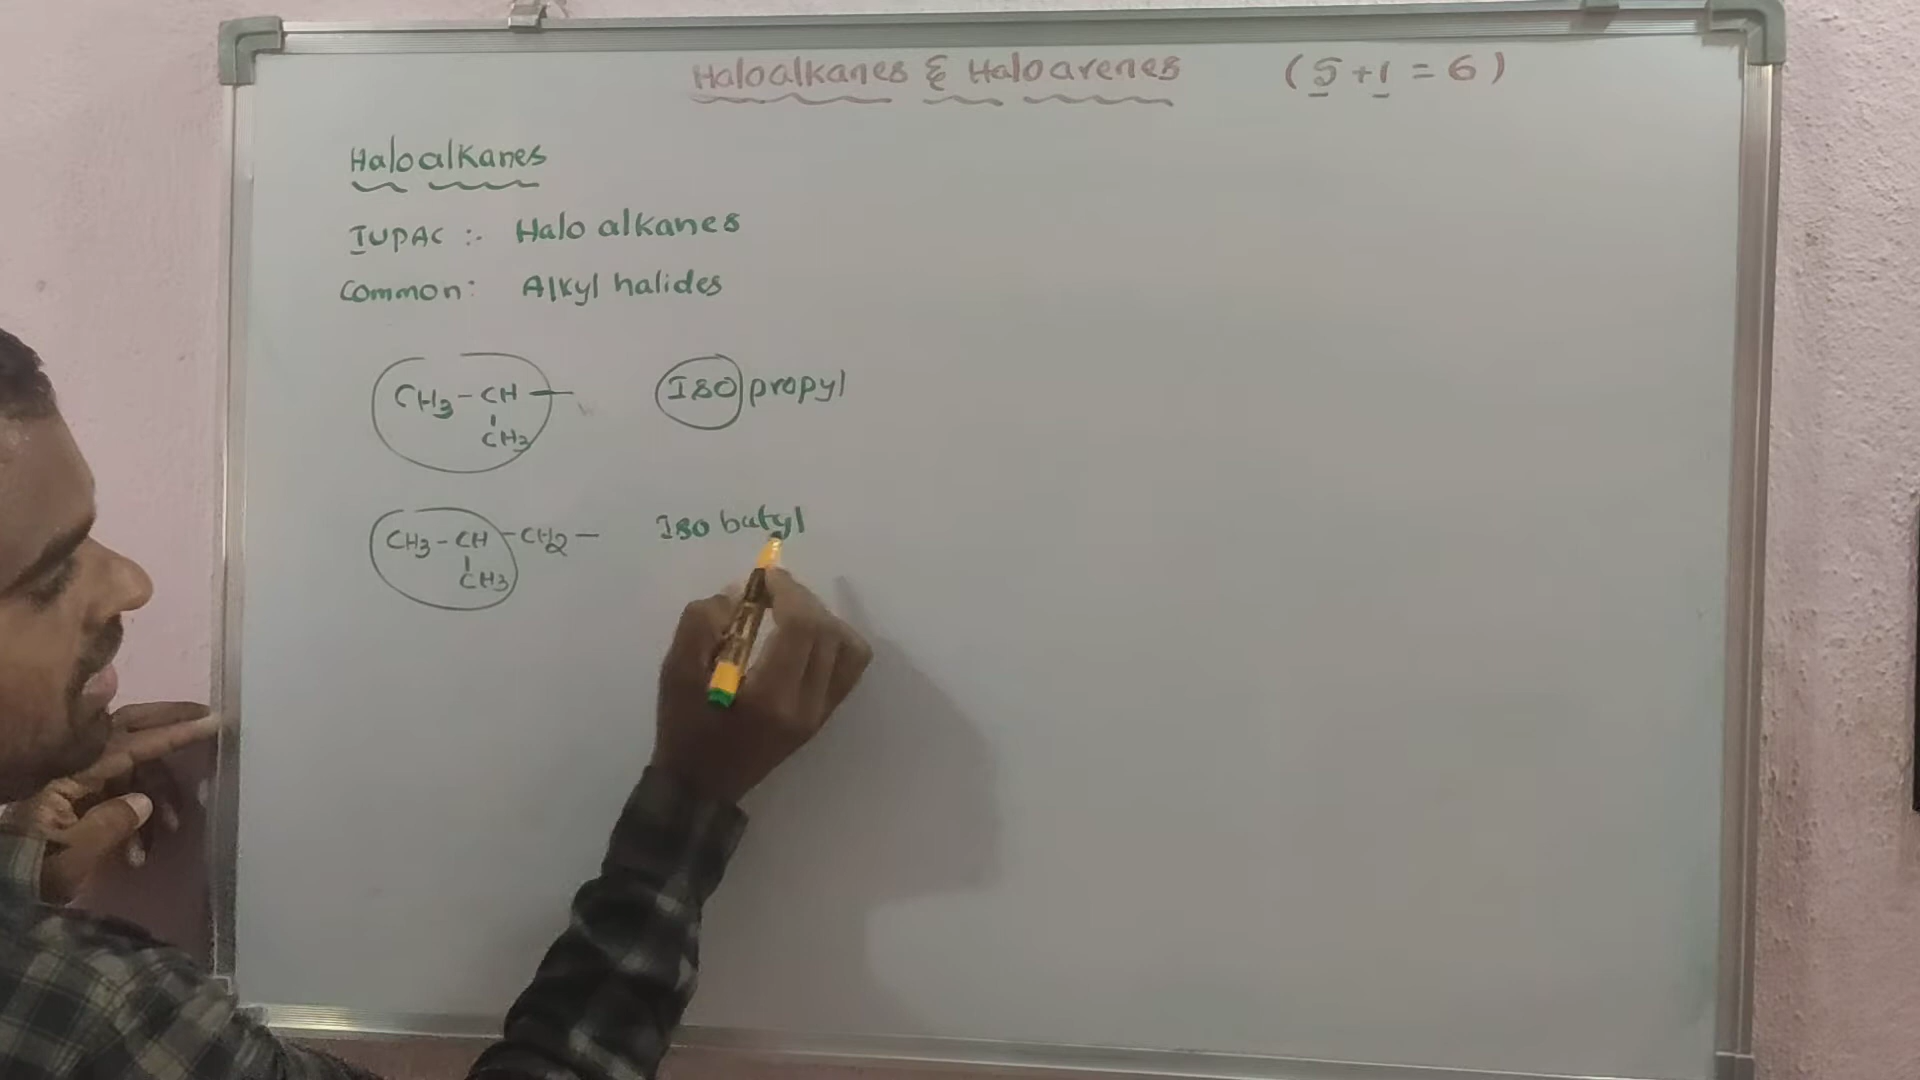 Haloalkanes & Haloarenes (5+1=6)
Haloalkanes
IUPAC :- Halo alkanes
Common: Alkyl halides
CH3-CH- Iso propyl
CH3
CH3-CH-CH2- Iso butyl
CH3